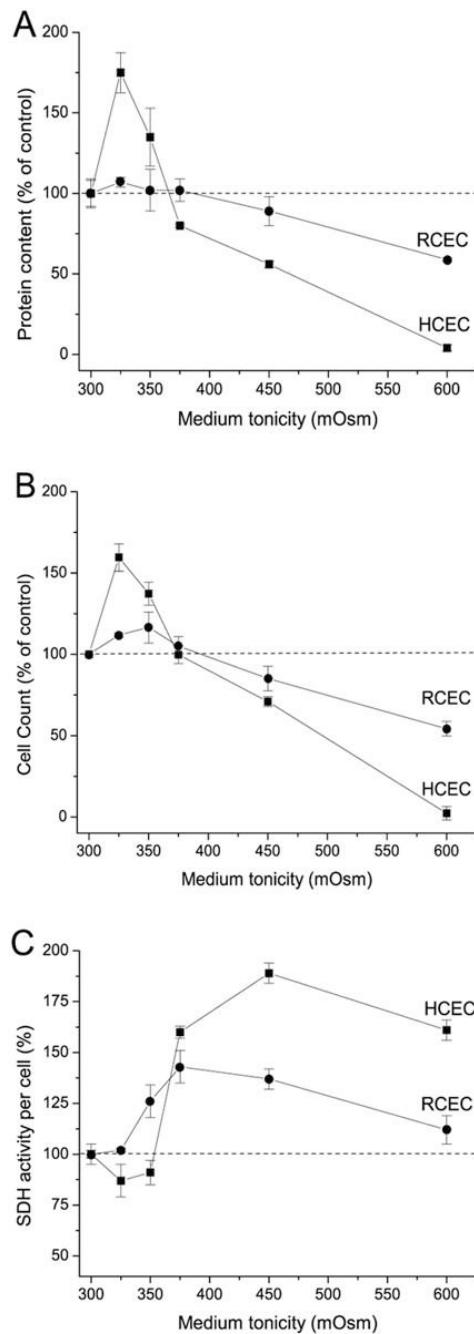 A
200
150
100
50
0
Protein content (% of control)
RCEC
HCEC
300 350 400 450 500 550 600
Medium tonicity (mOsm)
B
200
150
100
50
0
Cell Count (% of control)
RCEC
HCEC
300 350 400 450 500 550 600
Medium tonicity (mOsm)
C
200
175
150
125
100
75
50
SDH activity per cell (%)
HCEC
RCEC
300 350 400 450 500 550 600
Medium tonicity (mOsm)